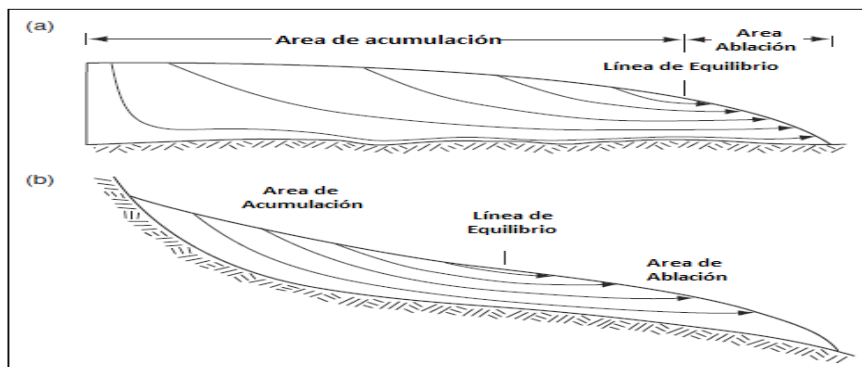 (a)
Area de acumulación
Area
Ablación
Línea de Equilibrio
(b)
Area de
Acumulación
Línea de
Equilibrio
Area de
Ablación